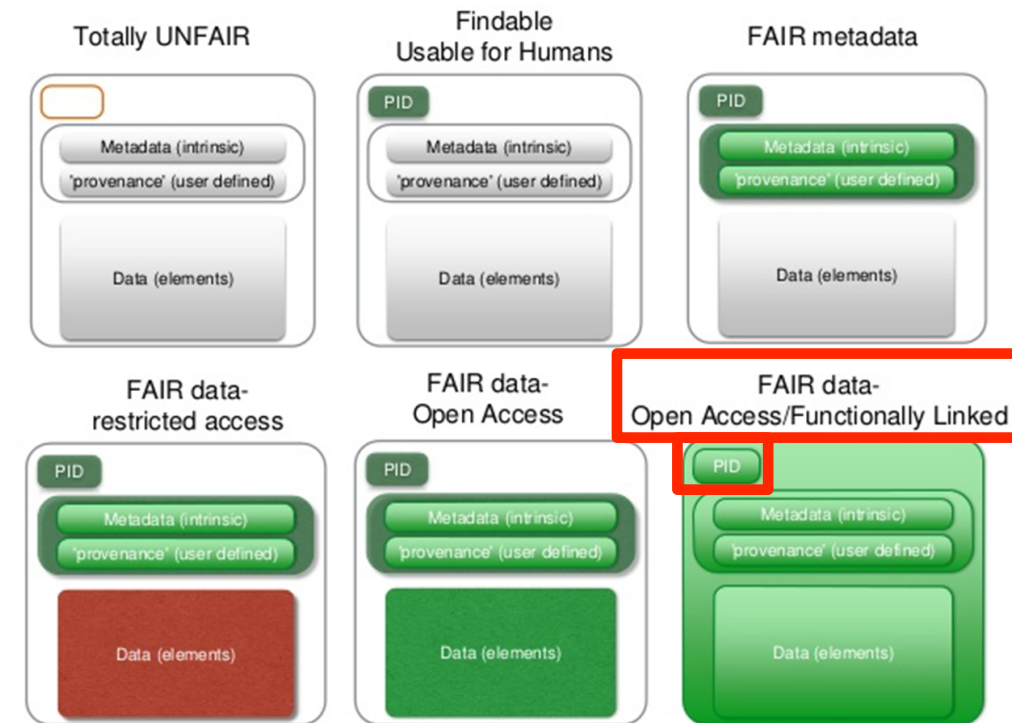 Totally UNFAIR
Metadata (intrinsic)
'provenance' (user defined)
Data (elements)
Findable
Usable for Humans
PID
Metadata (intrinsic)
'provenance' (user defined)
Data (elements)
FAIR metadata
PID
Metadata (intrinsic)
'provenance' (user defined)
Data (elements)
FAIR data-
restricted access
PID
Metadata (intrinsic)
'provenance' (user defined)
Data (elements)
FAIR data-
Open Access
PID
Metadata (intrinsic)
'provenance' (user defined)
Data (elements)
FAIR data-
Open Access/Functionally Linked
PID
Metadata (intrinsic)
'provenance' (user defined)
Data (elements)